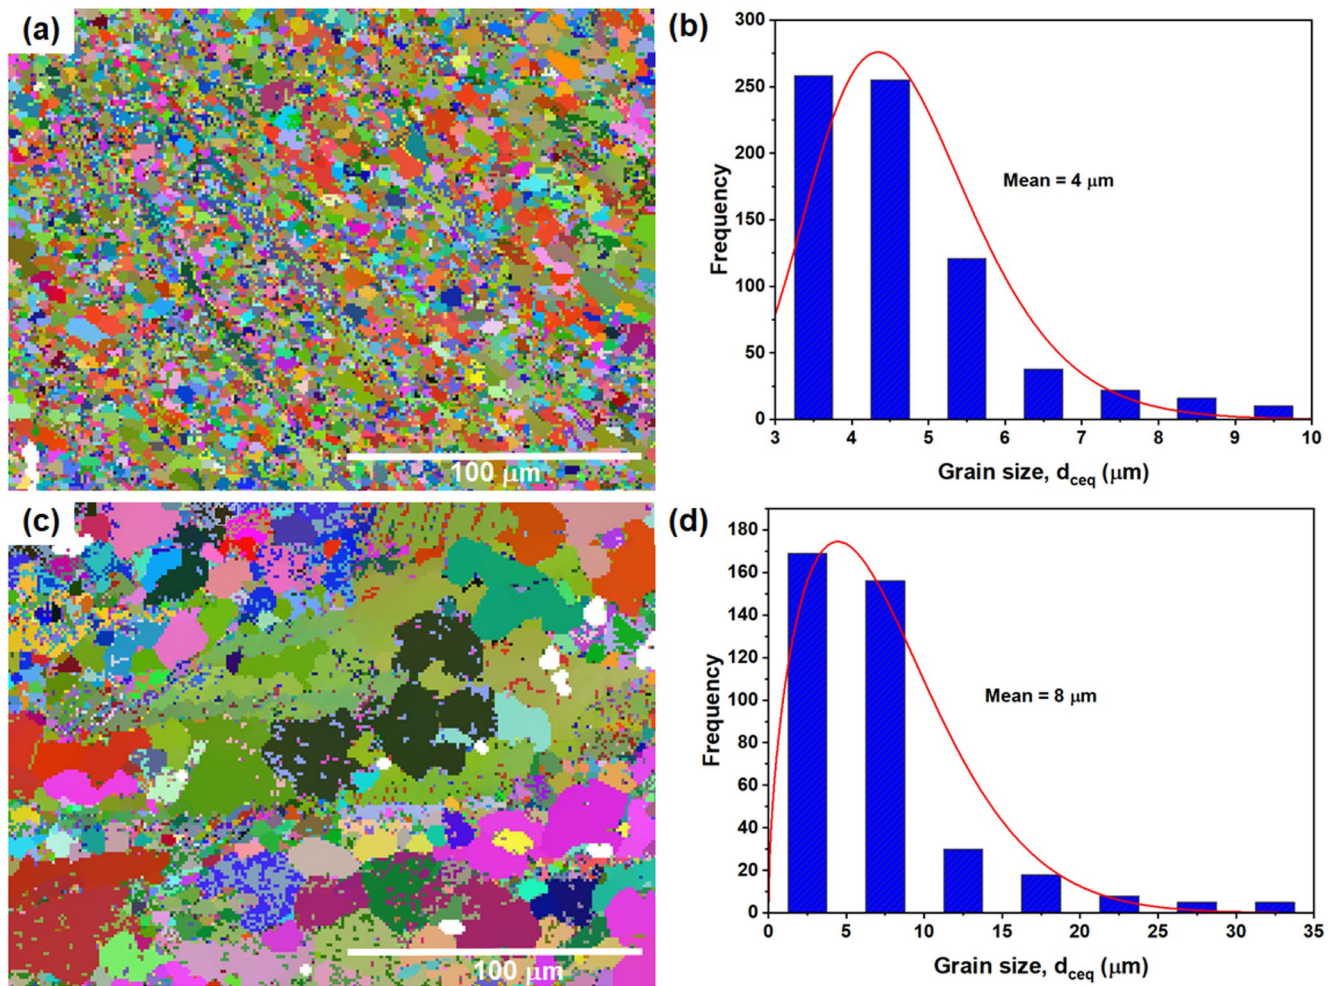 (a)
100 μm
(b)
300
250
200
150
100
50
0
Frequency
Mean = 4 μm
3 4 5 6 7 8 9 10
Grain size, dceq (μm)
(c)
100 μm
(d)
180
160
140
120
100
80
60
40
20
0
Frequency
Mean = 8 μm
0 5 10 15 20 25 30 35
Grain size, dceq (μm)